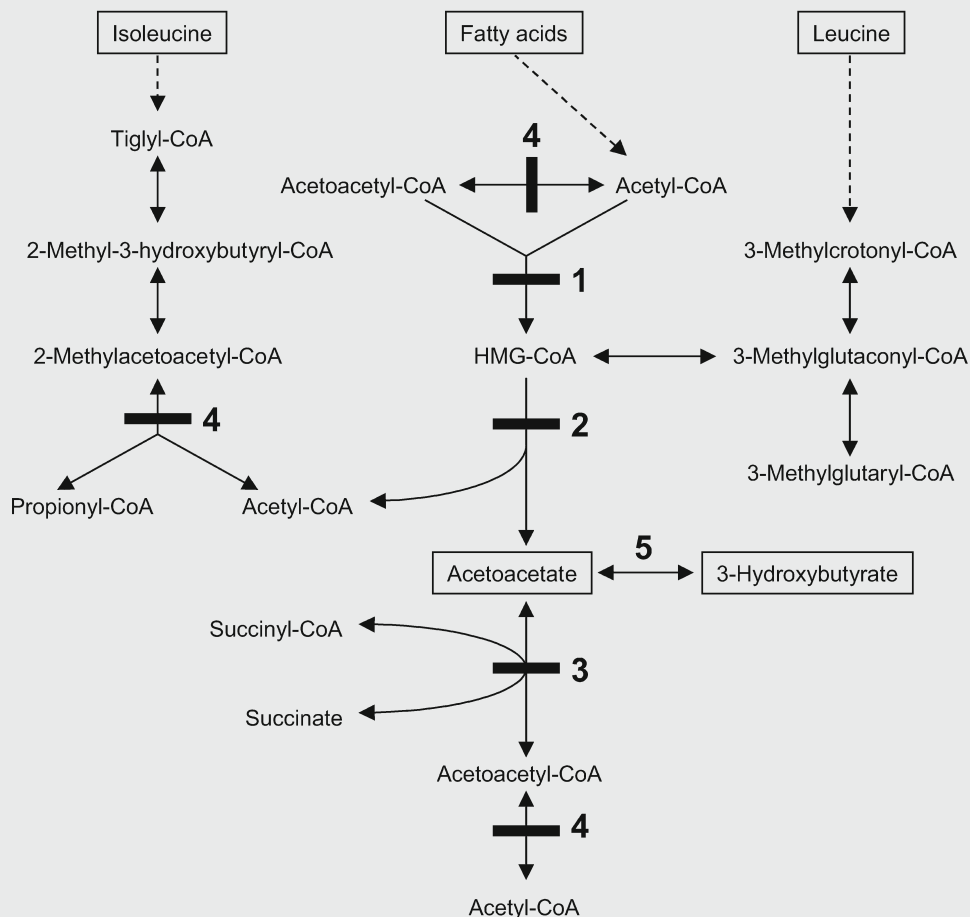 Isoleucine
Fatty acids
Leucine
Tiglyl-CoA
4
Acetoacetyl-CoA
Acetyl-CoA
2-Methyl-3-hydroxybutyryl-CoA
3-Methylcrotonyl-CoA
1
2-Methylacetoacetyl-CoA
HMG-CoA
3-Methylglutaconyl-CoA
4
2
3-Methylglutaryl-CoA
Propionyl-CoA
Acetyl-CoA
5
Acetoacetate
3-Hydroxybutyrate
Succinyl-CoA
3
Succinate
Acetoacetyl-CoA
4
Acetyl-CoA